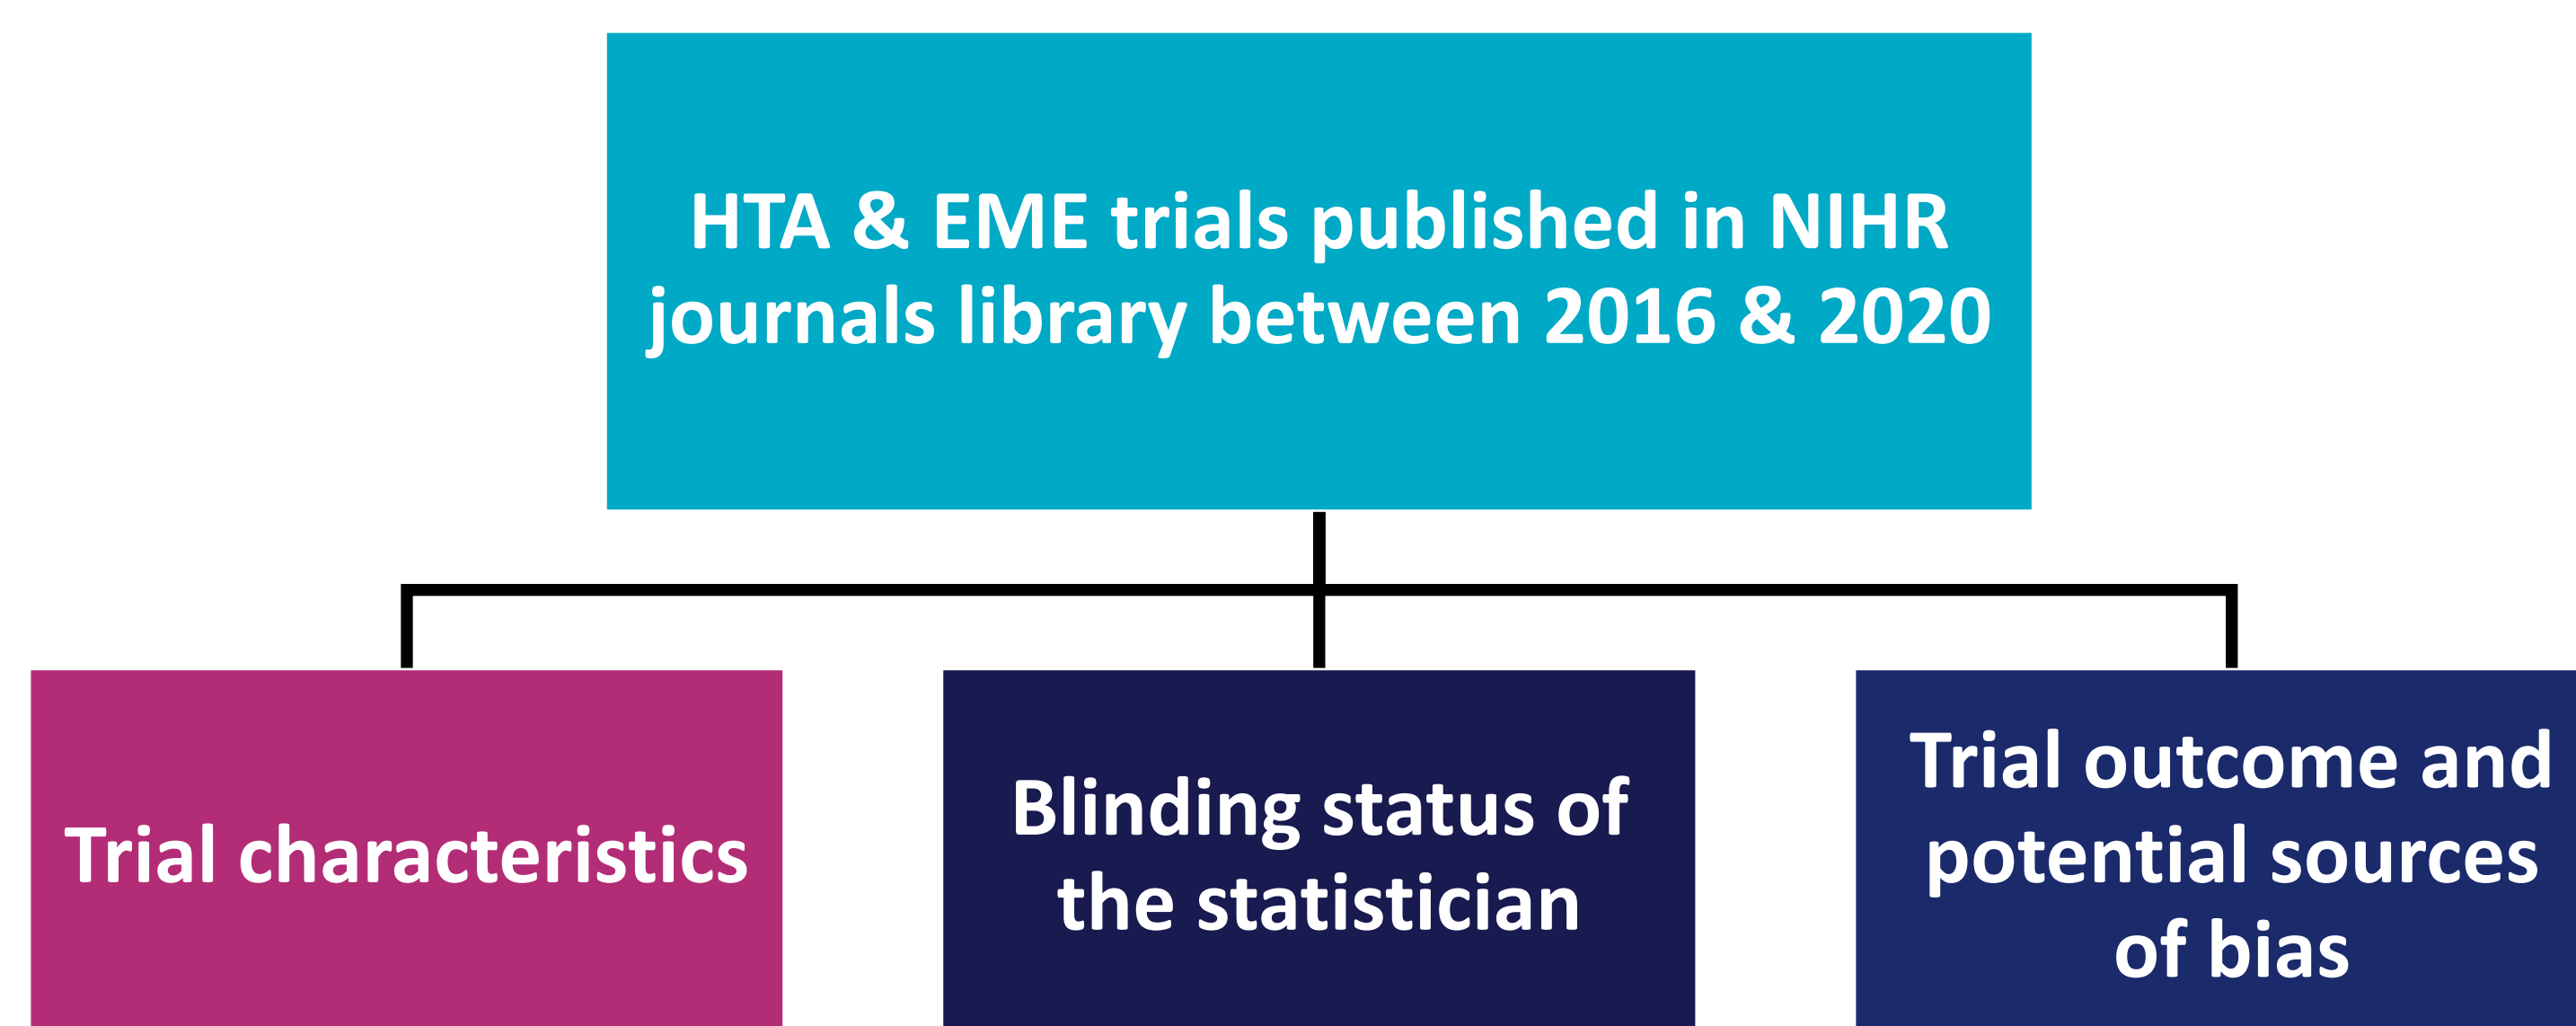 HTA & EME trials published in NIHR
journals library between 2016 & 2020
Trial characteristics
Blinding status of
the statistician
Trial outcome and
potential sources
of bias